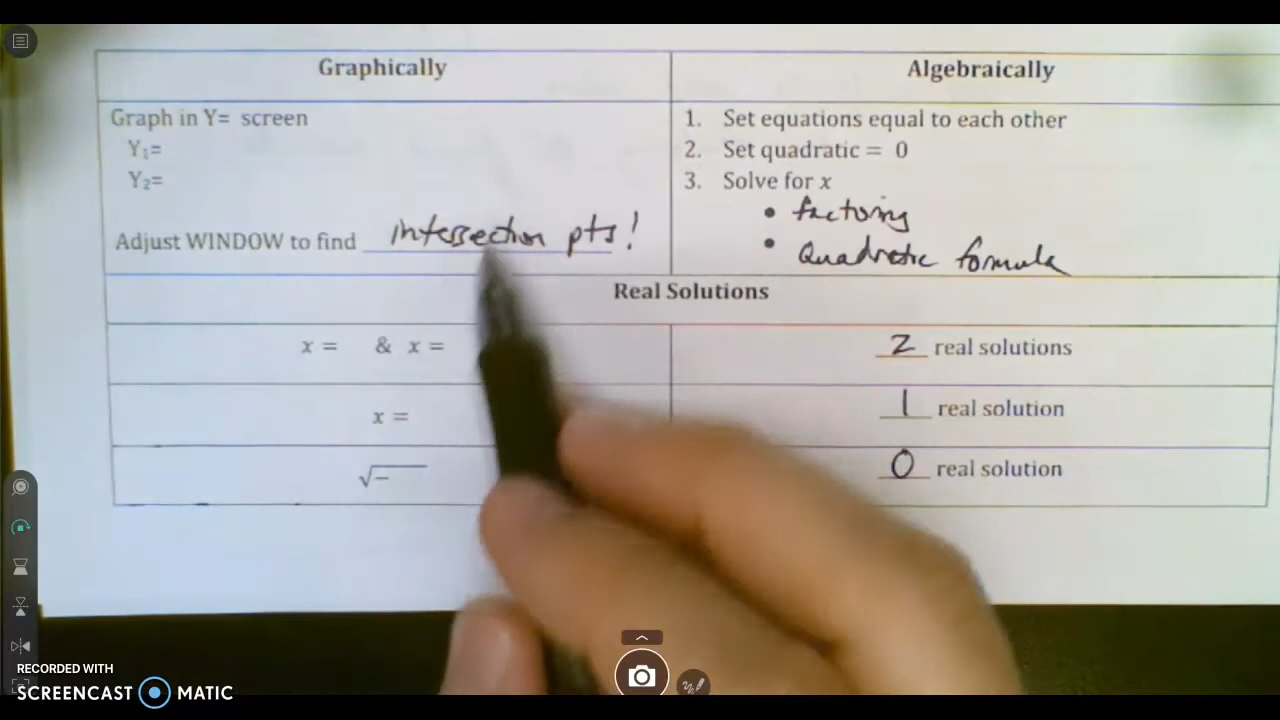 Graphically
Algebraically
Graph in Y= screen
Y₁=
Y₂=
Adjust WINDOW to find intersection pts!
1. Set equations equal to each other
2. Set quadratic = 0
3. Solve for x
• factoring
• Quadratic formula
Real Solutions
x = & x =
2 real solutions
x =
1 real solution
√−
0 real solution
RECORDED WITH
SCREENCAST MATIC